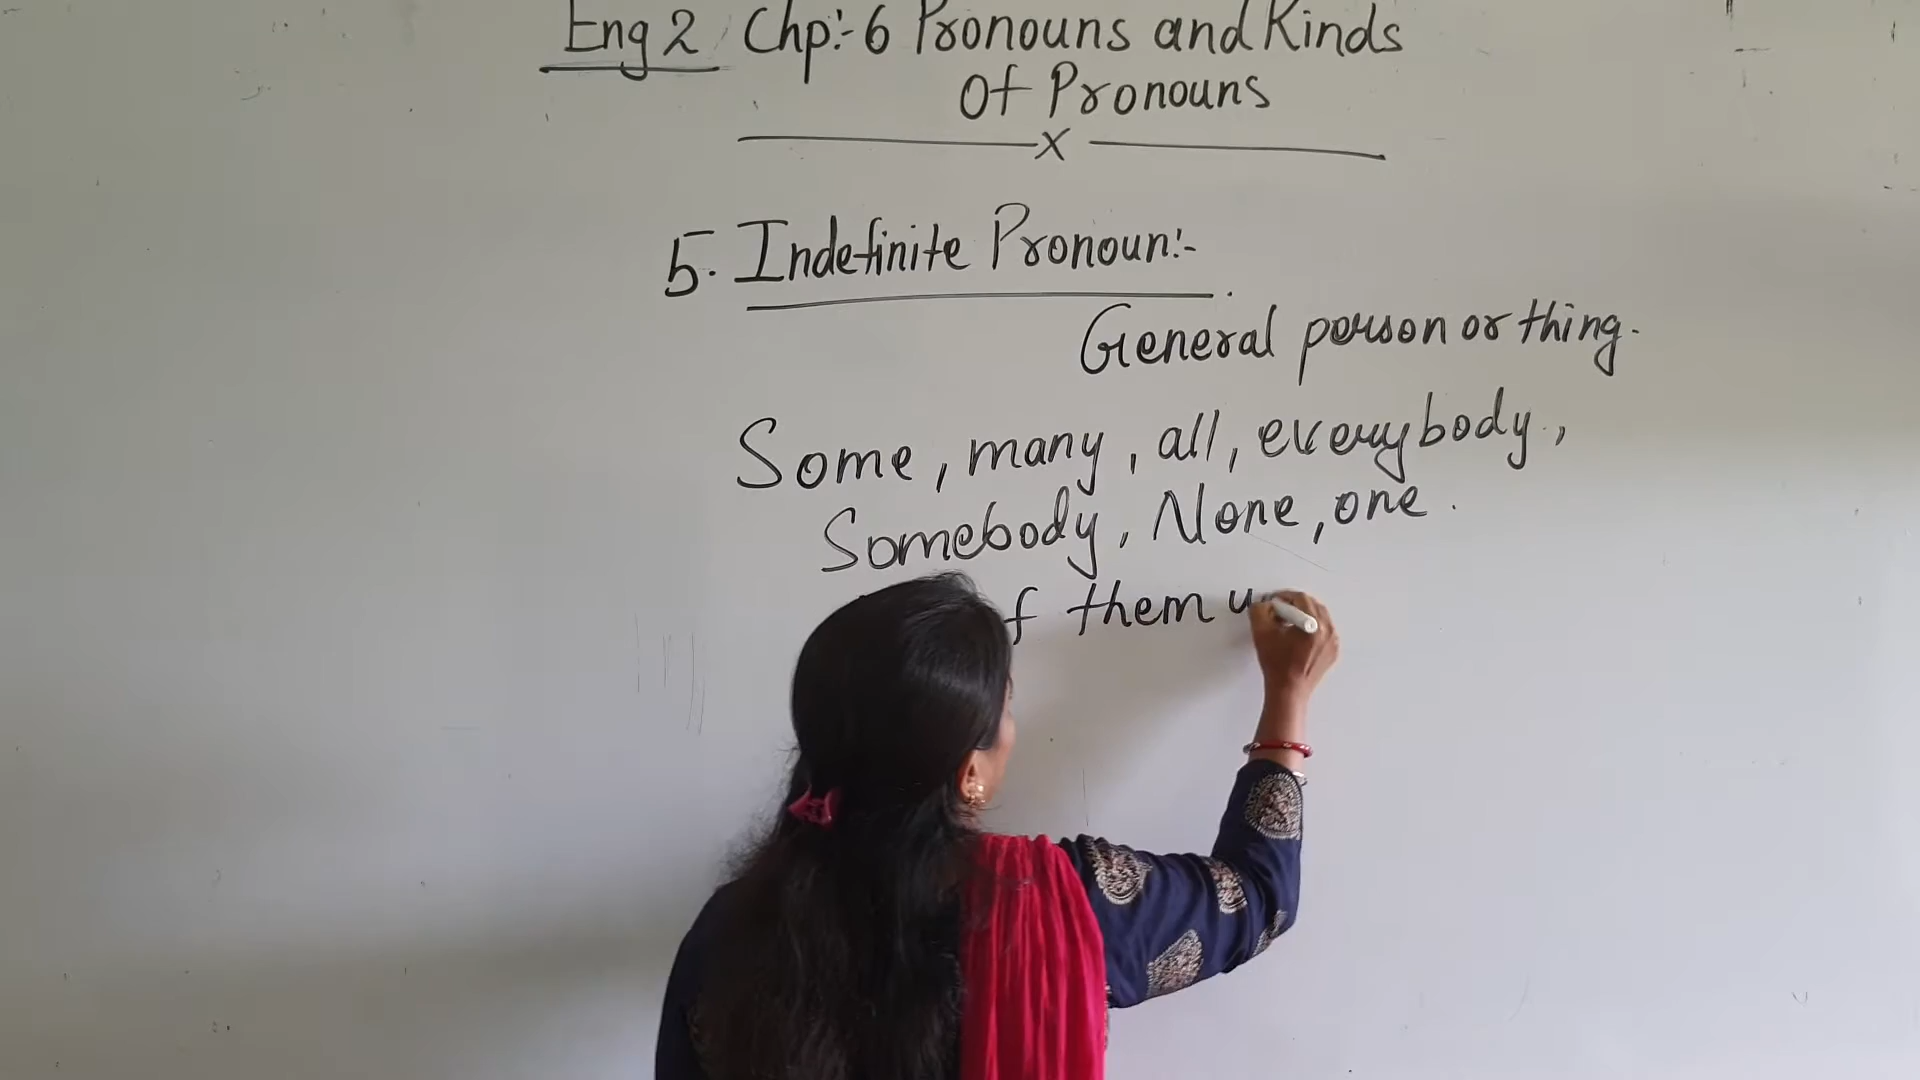 Eng 2 Chp:- 6 Pronouns and Kinds
Of Pronouns
X
5. Indefinite Pronoun:-
General person or thing.
Some, many, all, everybody,
Somebody, None, one.
them